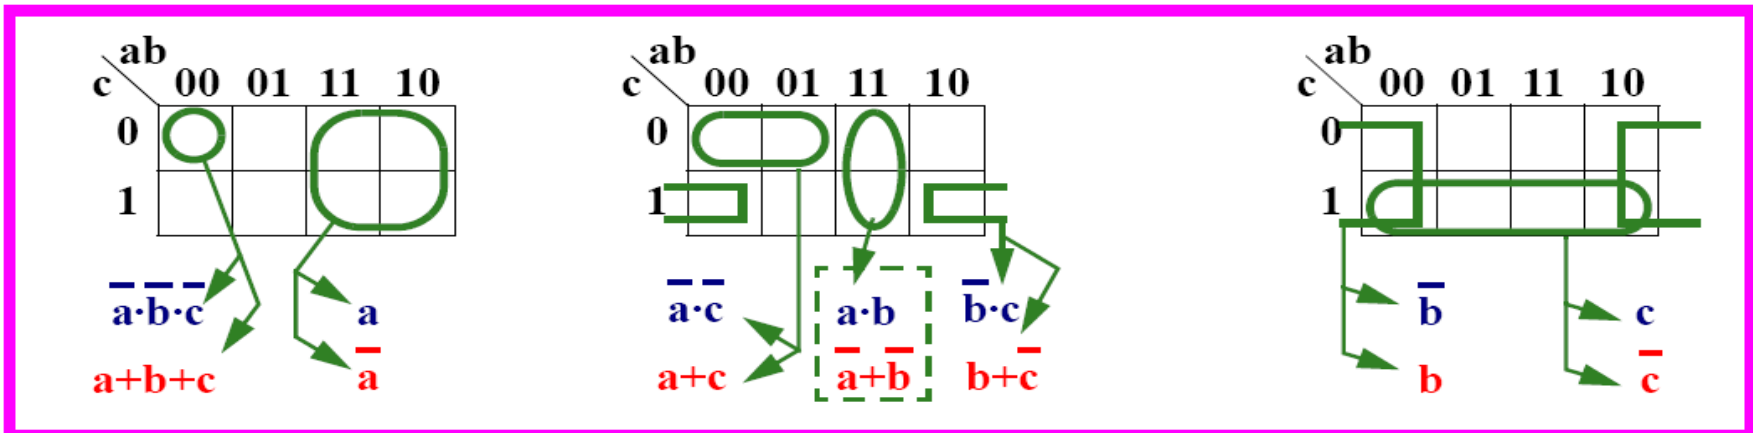 ab ab ab
c 00 01 11 10 c 00 01 11 10 c 00 01 11 10
0 0 0
1 1 1
a̅·b̅·c̅ a a̅·c̅ a·b b̅·c b̅ c
a+b+c a̅ a+c a̅+b̅ b+c̅ b c̅